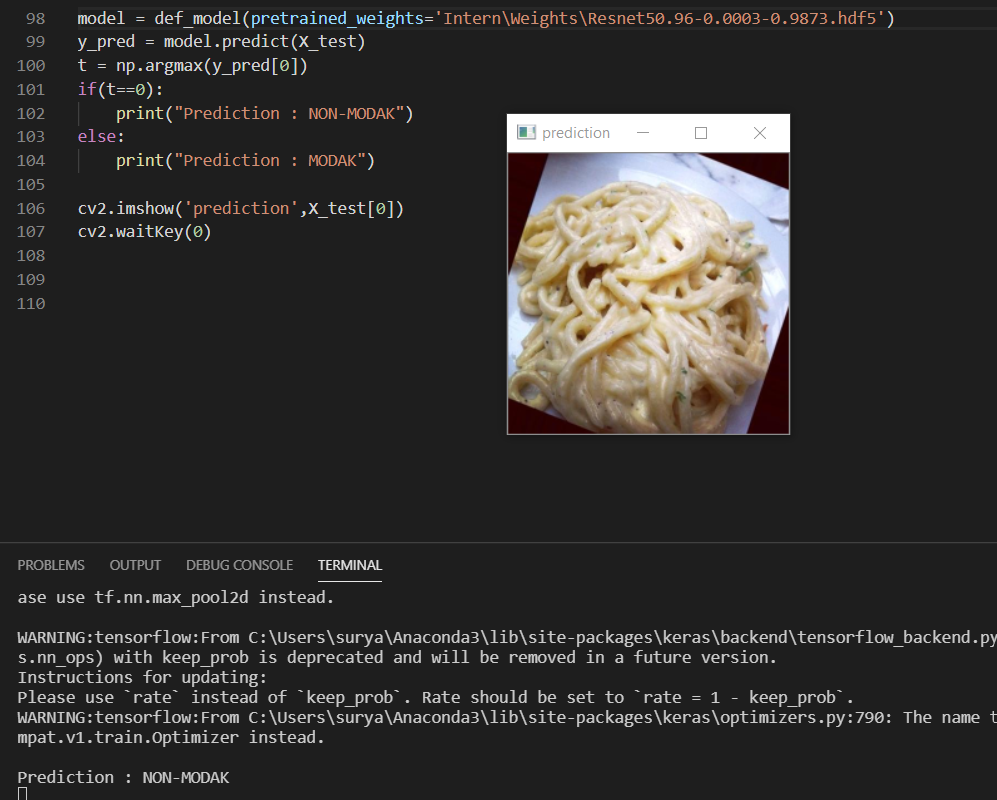 98 model = def_model(pretrained_weights='Intern\Weights\Resnet50.96-0.0003-0.9873.hdf5')
99 y_pred = model.predict(X_test)
100 t = np.argmax(y_pred[0])
101 if(t==0):
102     print("Prediction : NON-MODAK")
103 else:
104     print("Prediction : MODAK")
105
106 cv2.imshow('prediction',X_test[0])
107 cv2.waitKey(0)
108
109
110
prediction
PROBLEMS OUTPUT DEBUG CONSOLE TERMINAL
ase use tf.nn.max_pool2d instead.
WARNING:tensorflow:From C:\Users\surya\Anaconda3\lib\site-packages\keras\backend\tensorflow_backend.py
s.nn_ops) with keep_prob is deprecated and will be removed in a future version.
Instructions for updating:
Please use `rate` instead of `keep_prob`. Rate should be set to `rate = 1 - keep_prob`.
WARNING:tensorflow:From C:\Users\surya\Anaconda3\lib\site-packages\keras\optimizers.py:790: The name t
mpat.v1.train.Optimizer instead.
Prediction : NON-MODAK